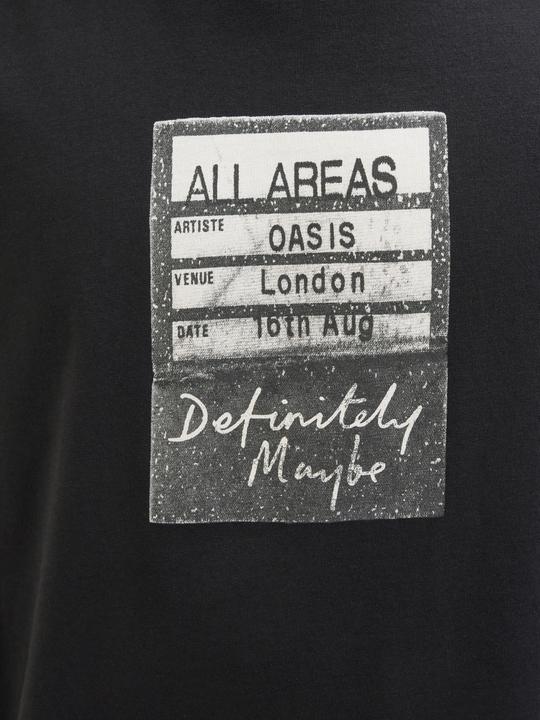 ALL AREAS
ARTISTE OASIS
VENUE London
DATE 16th Aug
Definitely
Maybe